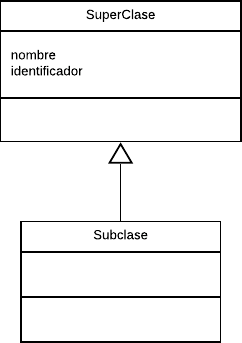 SuperClase
nombre
identificador
Subclase